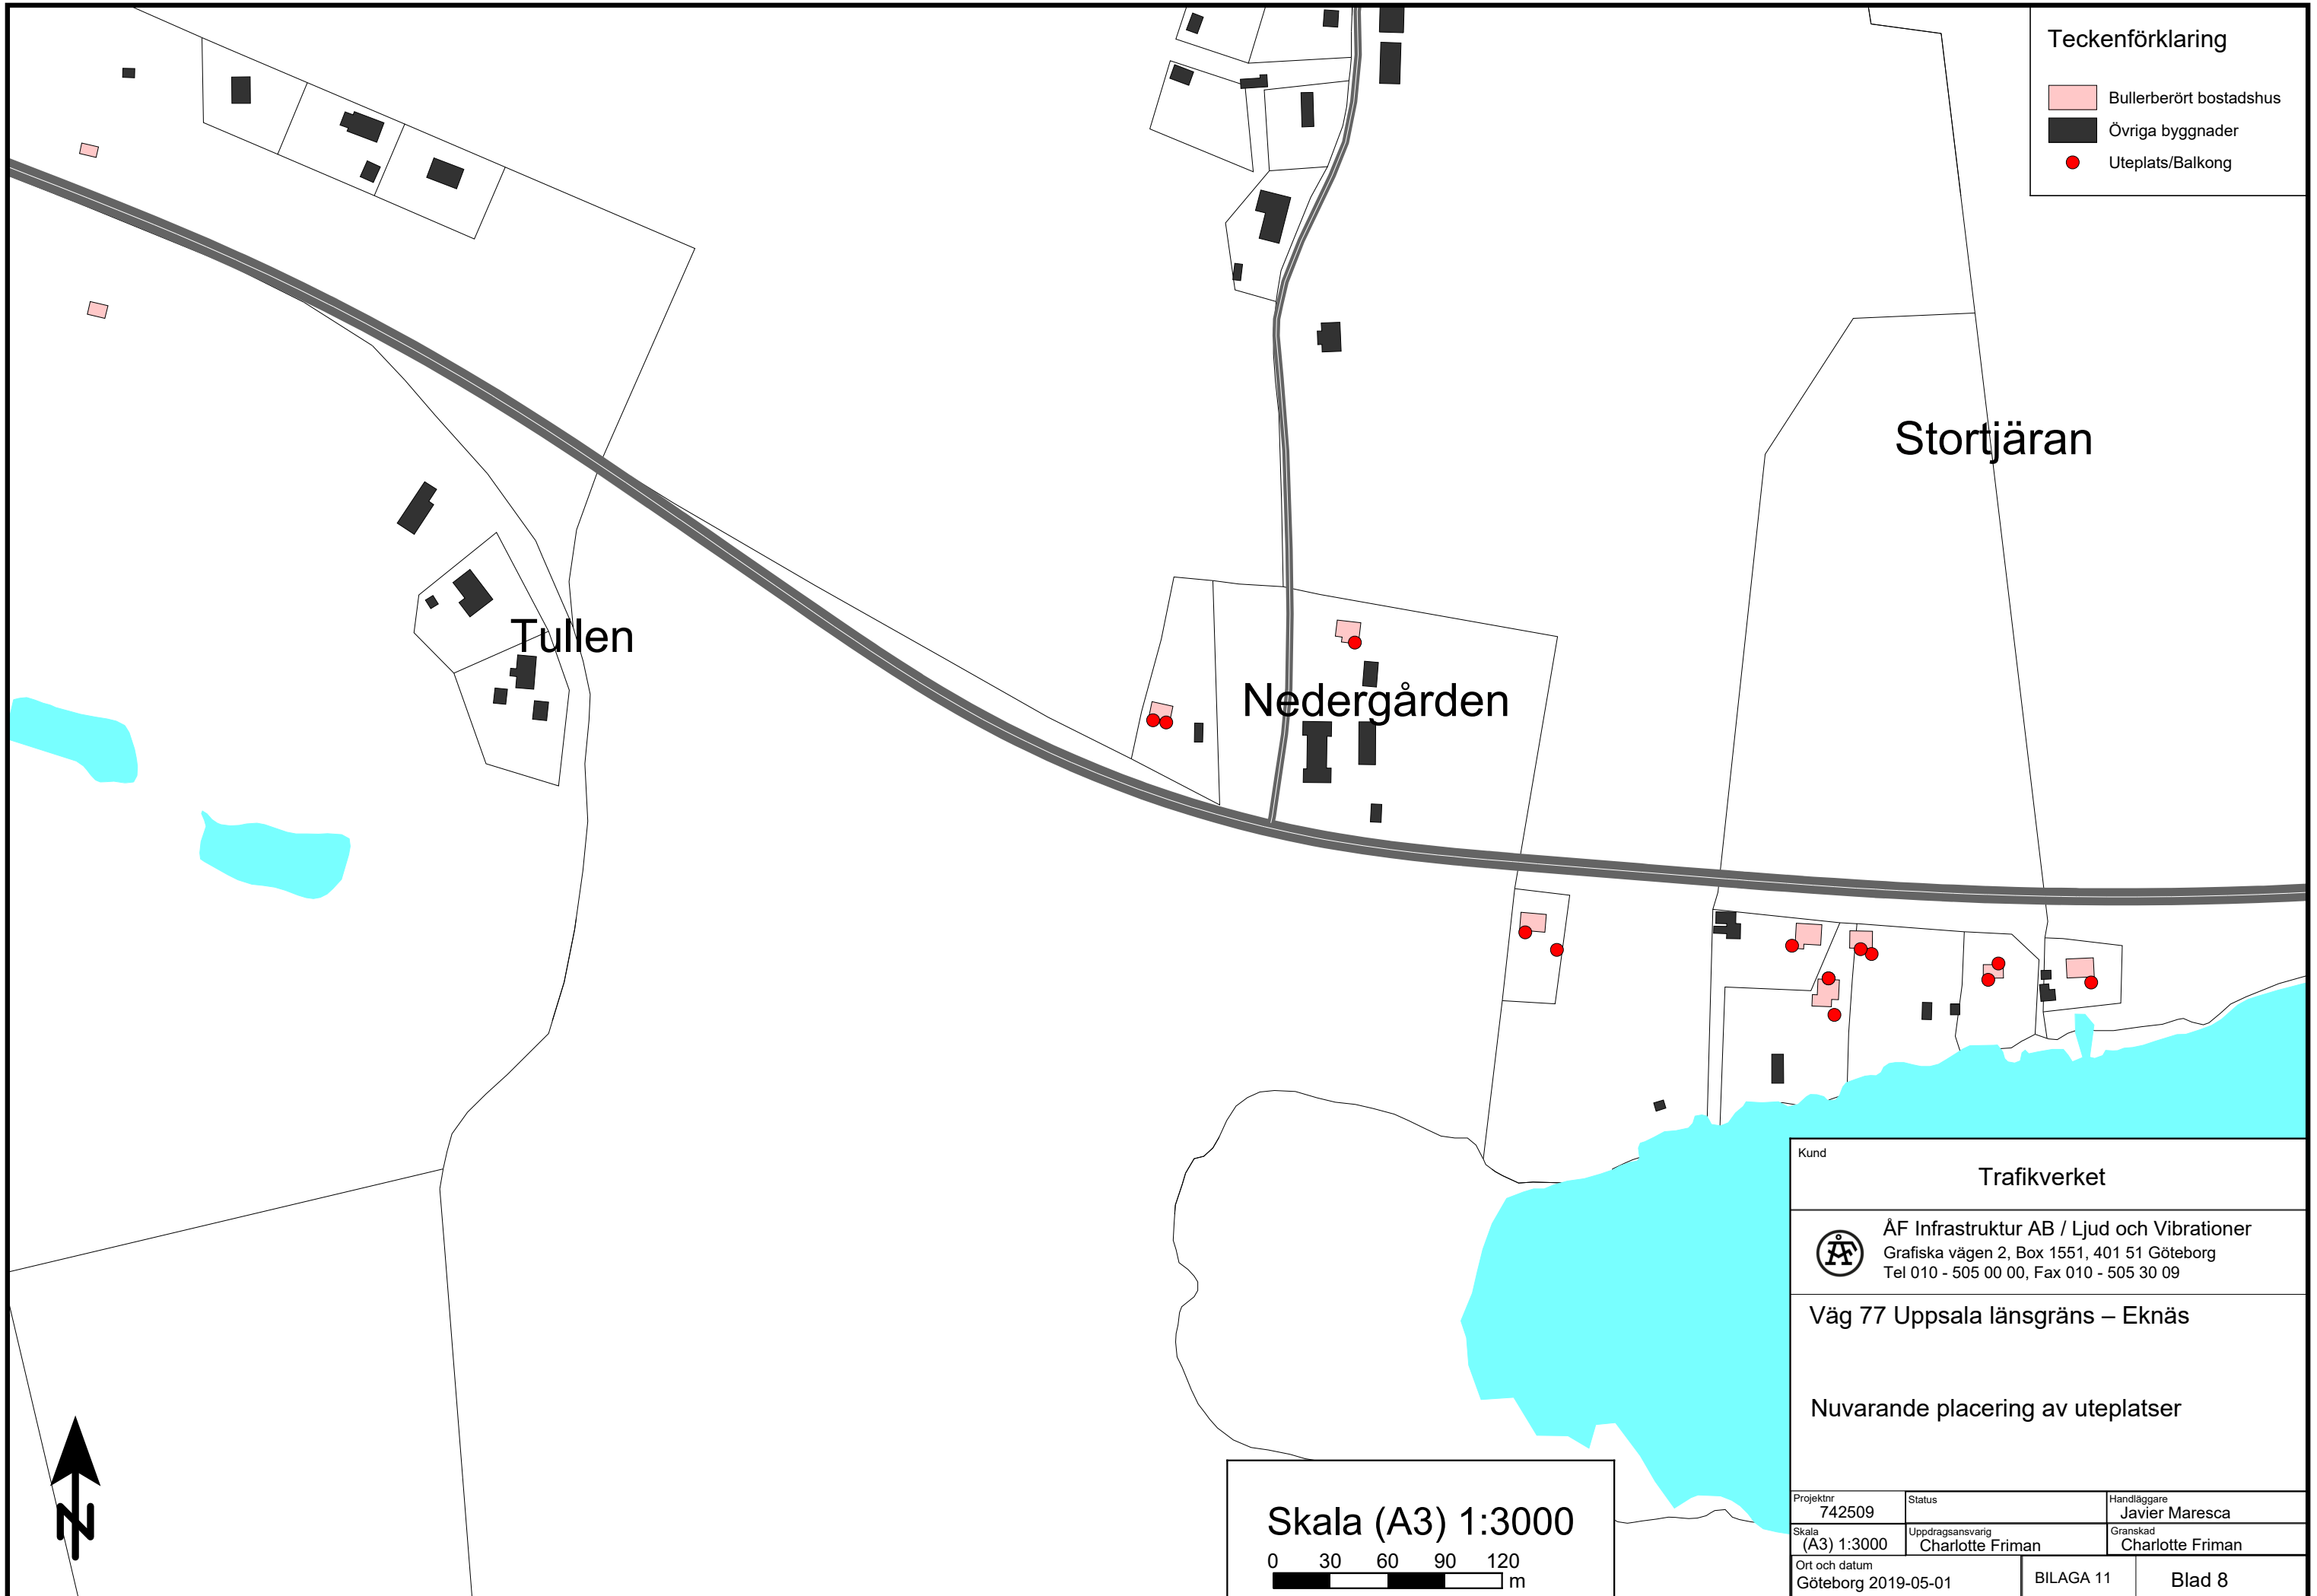 Teckenförklaring
Bullerberört bostadshus
Övriga byggnader
Uteplats/Balkong
Stortjäran
Tullen
Nedergården
Kund
Trafikverket
ÅF
ÅF Infrastruktur AB / Ljud och Vibrationer
Grafiska vägen 2, Box 1551, 401 51 Göteborg
Tel 010 - 505 00 00, Fax 010 - 505 30 09
Väg 77 Uppsala länsgräns – Eknäs
Nuvarande placering av uteplatser
N
Skala (A3) 1:3000
0 30 60 90 120
m
Projektnr
742509
Status
Handläggare
Javier Maresca
Skala
(A3) 1:3000
Uppdragsansvarig
Charlotte Friman
Granskad
Charlotte Friman
Ort och datum
Göteborg 2019-05-01
BILAGA 11
Blad 8